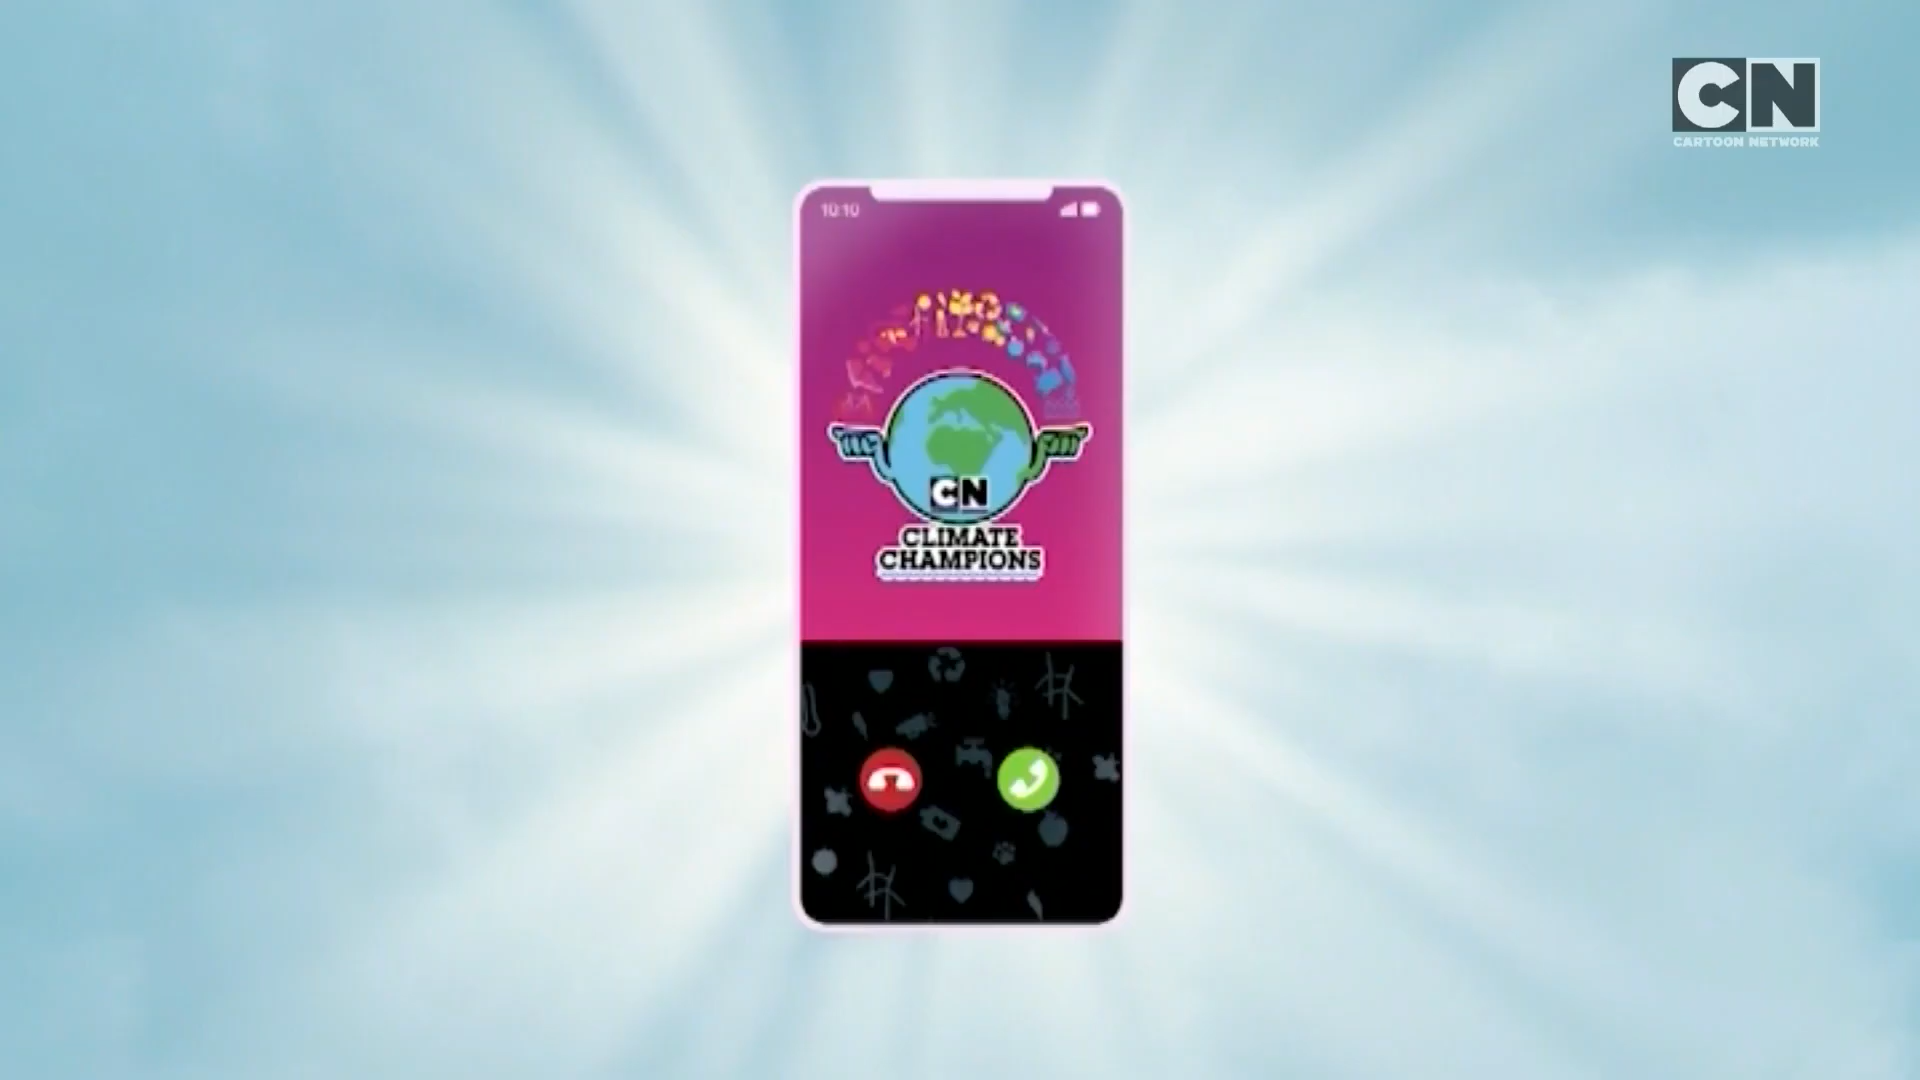 CN
CARTOON NETWORK
10:10
CN
CLIMATE
CHAMPIONS